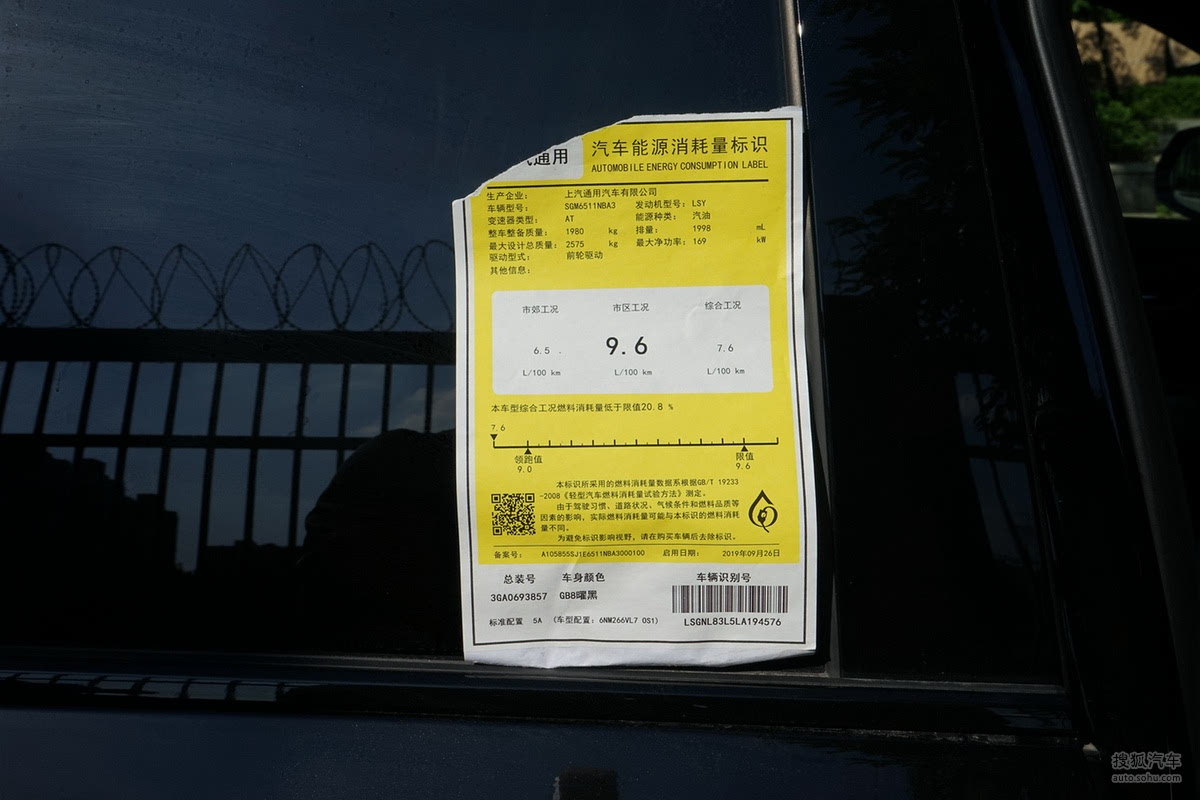 通用
汽车能源消耗量标识
AUTOMOBILE ENERGY CONSUMPTION LABEL
生产企业: 上汽通用汽车有限公司
车辆型号: SGM6511NBA3 发动机型号: LSY
变速器类型: AT 能源种类: 汽油
整车整备质量: 1980 kg 排量: 1998 mL
最大设计总质量: 2575 kg 最大净功率: 169 kW
驱动型式: 前轮驱动
其他信息:
市郊工况 市区工况 综合工况
6.5 9.6 7.6
L/100 km L/100 km L/100 km
本车型综合工况燃料消耗量低于限值20.8 %
7.6
领跑值 限值
9.0 9.6
本标识所采用的燃料消耗量数据系根据GB/T 19233
-2008《轻型汽车燃料消耗量试验方法》测定。
由于驾驶习惯、道路状况、气候条件和燃料品质等
因素的影响，实际燃料消耗量可能与本标识的燃料消耗
量不同。
为避免标识影响视野，请在购买车辆后去除标识。
备案号: A105855SJ1E6511NBA3000100 启用日期: 2019年09月26日
总装号 车身颜色 车辆识别号
3GA0693857 GB8曜黑
标准配置 5A (车型配置: 6NM266VL7 OS1) LSGNL83L5LA194576
搜狐汽车
auto.sohu.com